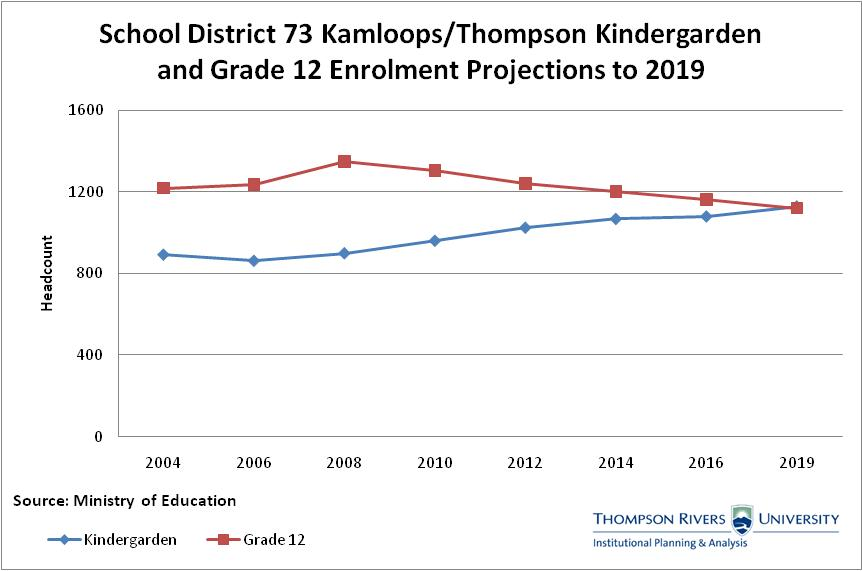 School District 73 Kamloops/Thompson Kindergarden
and Grade 12 Enrolment Projections to 2019
1600
1200
800
400
0
Headcount
2004 2006 2008 2010 2012 2014 2016 2019
Source: Ministry of Education
Kindergarden Grade 12
THOMPSON RIVERS UNIVERSITY
Institutional Planning & Analysis